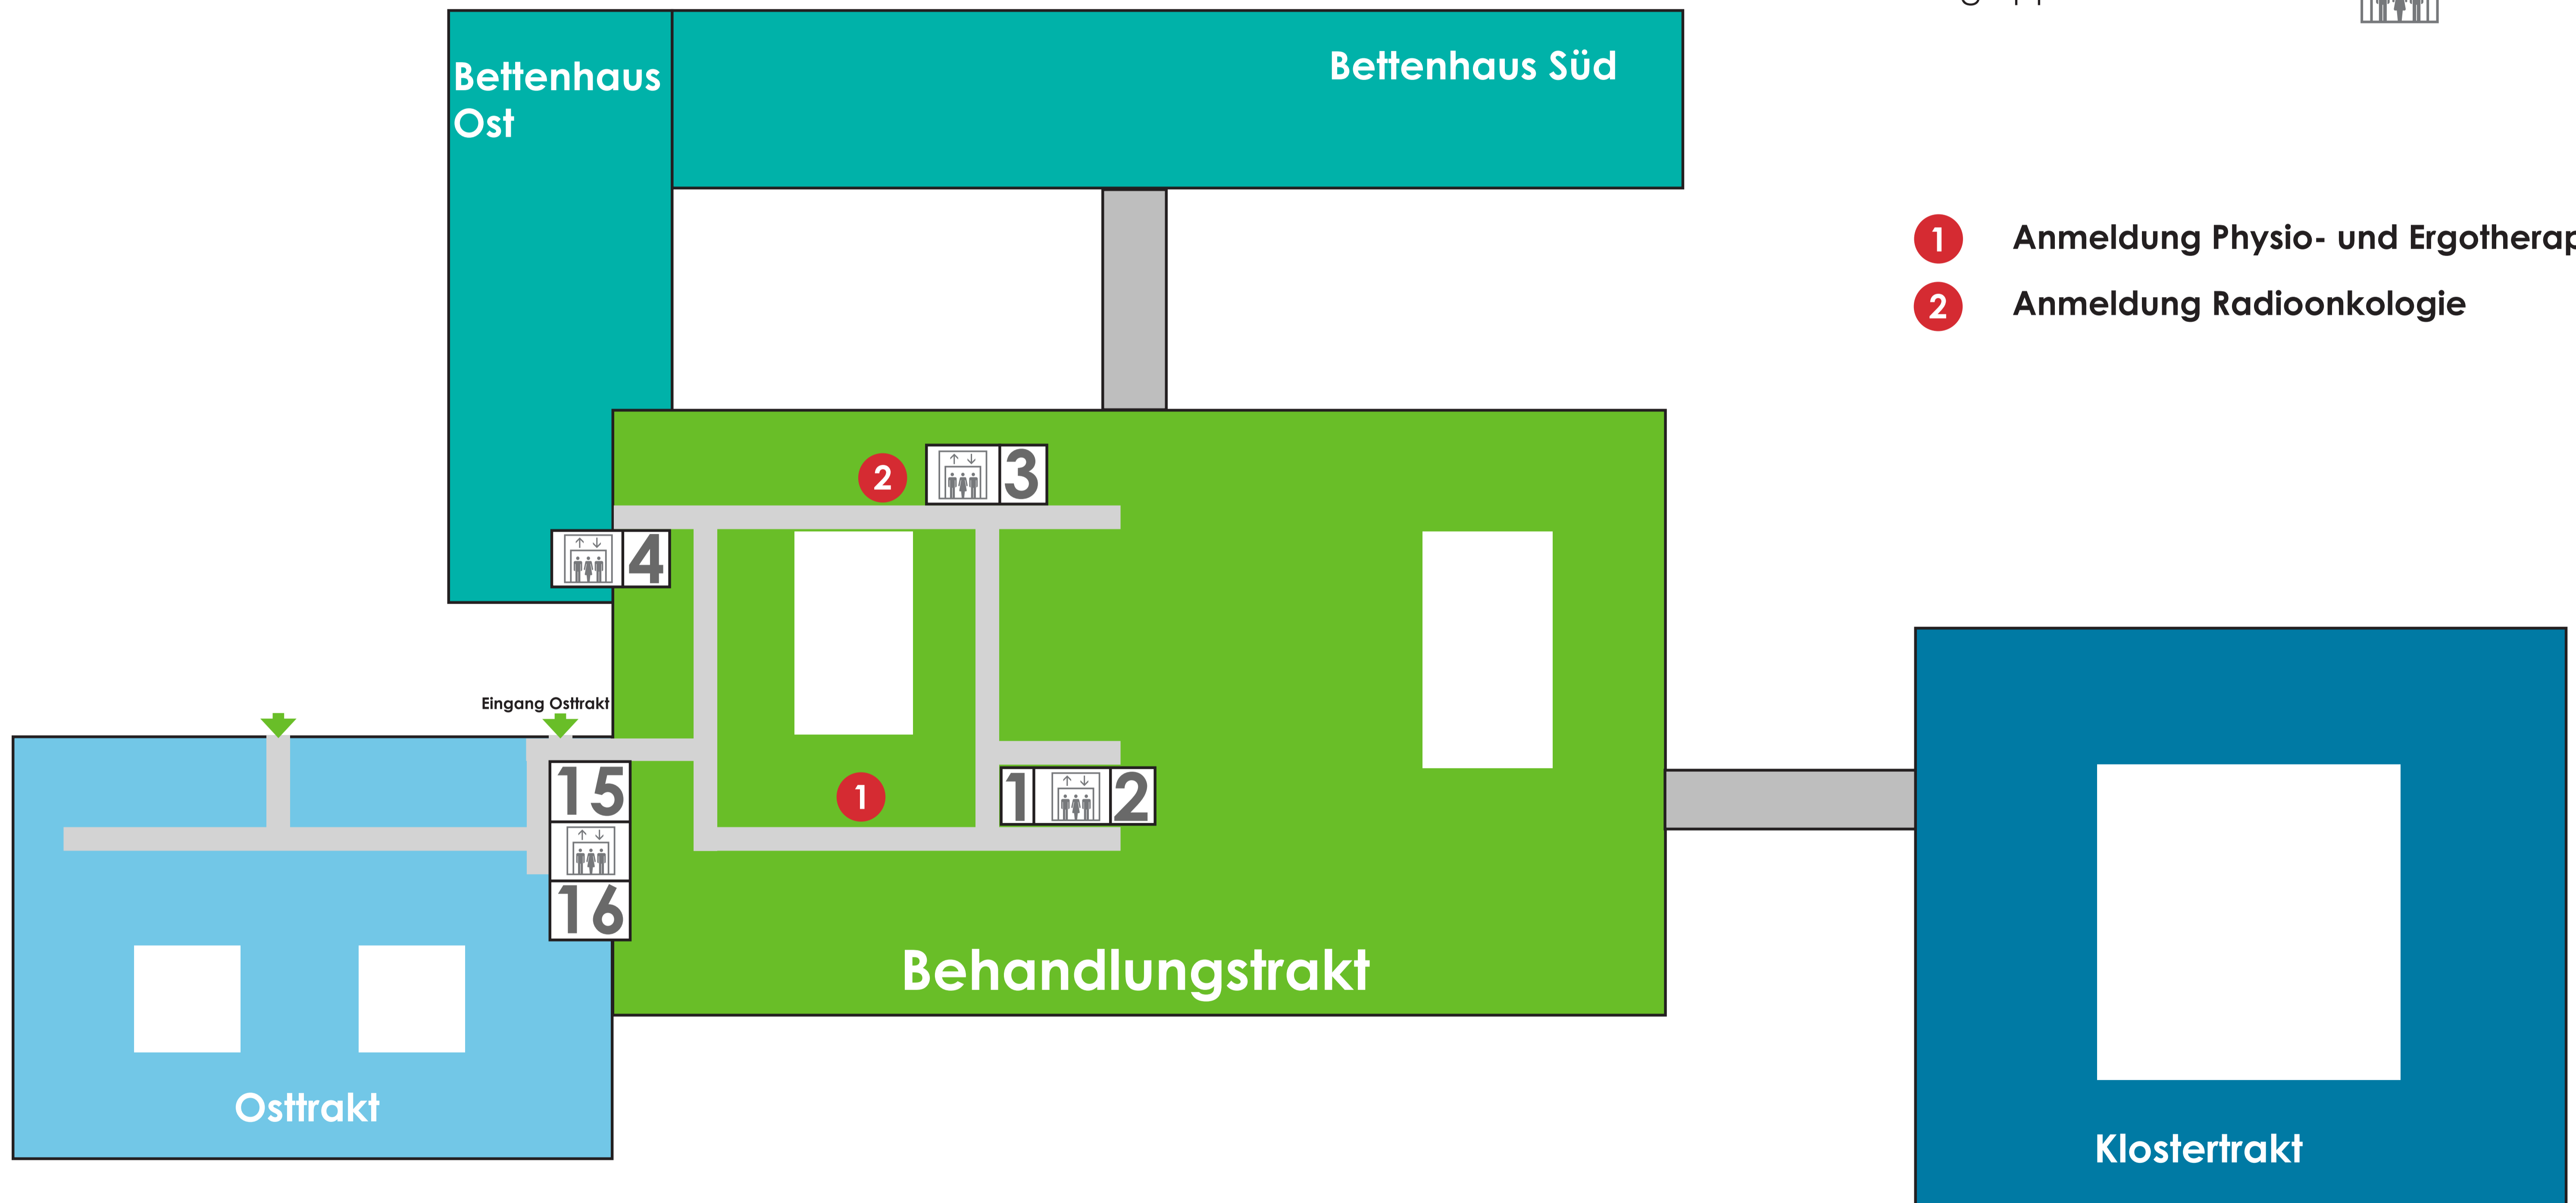 Bettenhaus
Ost
Bettenhaus Süd
1 Anmeldung Physio- und Ergotherap
2 Anmeldung Radioonkologie
2
3
4
Eingang Osttrakt
15
16
1
1 2
Behandlungstrakt
Osttrakt
Klostertrakt